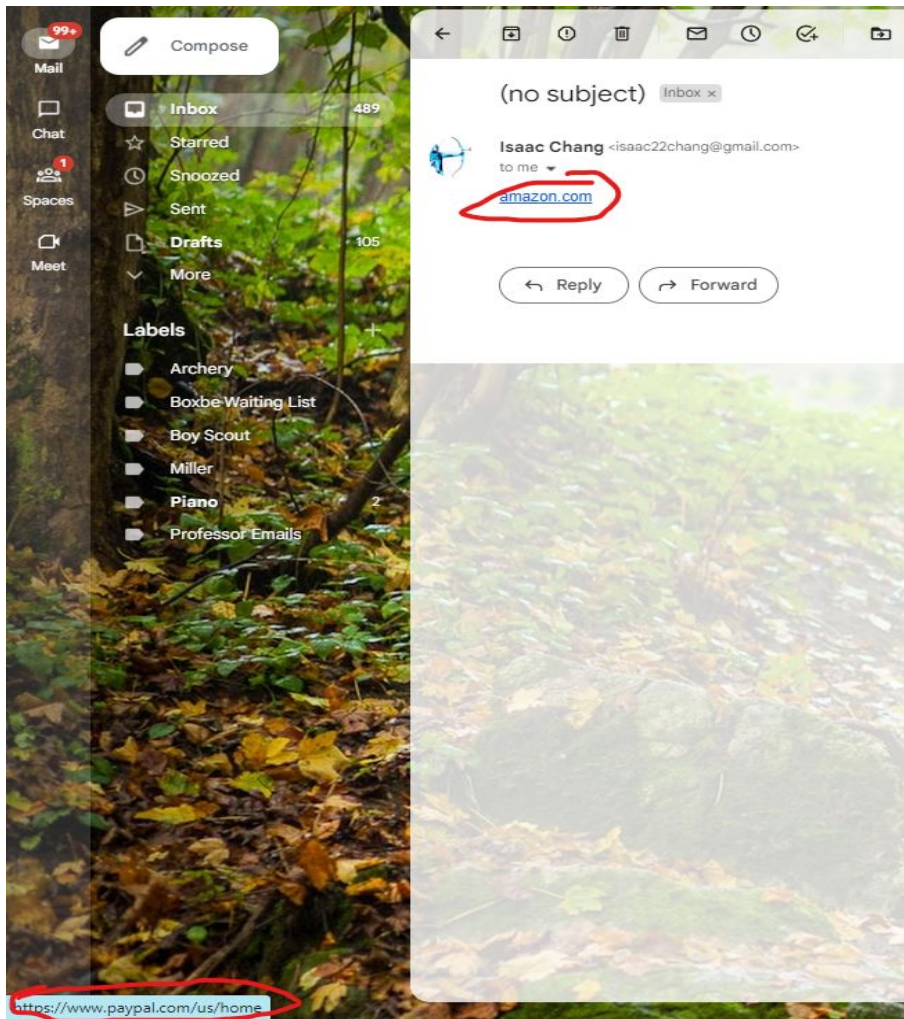 99+
Mail
Chat
1
Spaces
Meet
Compose
Inbox 489
Starred
Snoozed
Sent
Drafts 105
More
Labels +
Archery
Boxbe Waiting List
Boy Scout
Miller
Piano 2
Professor Emails
(no subject) Inbox ×
Isaac Chang <isaac22chang@gmail.com>
to me
amazon.com
Reply Forward
https://www.paypal.com/us/home